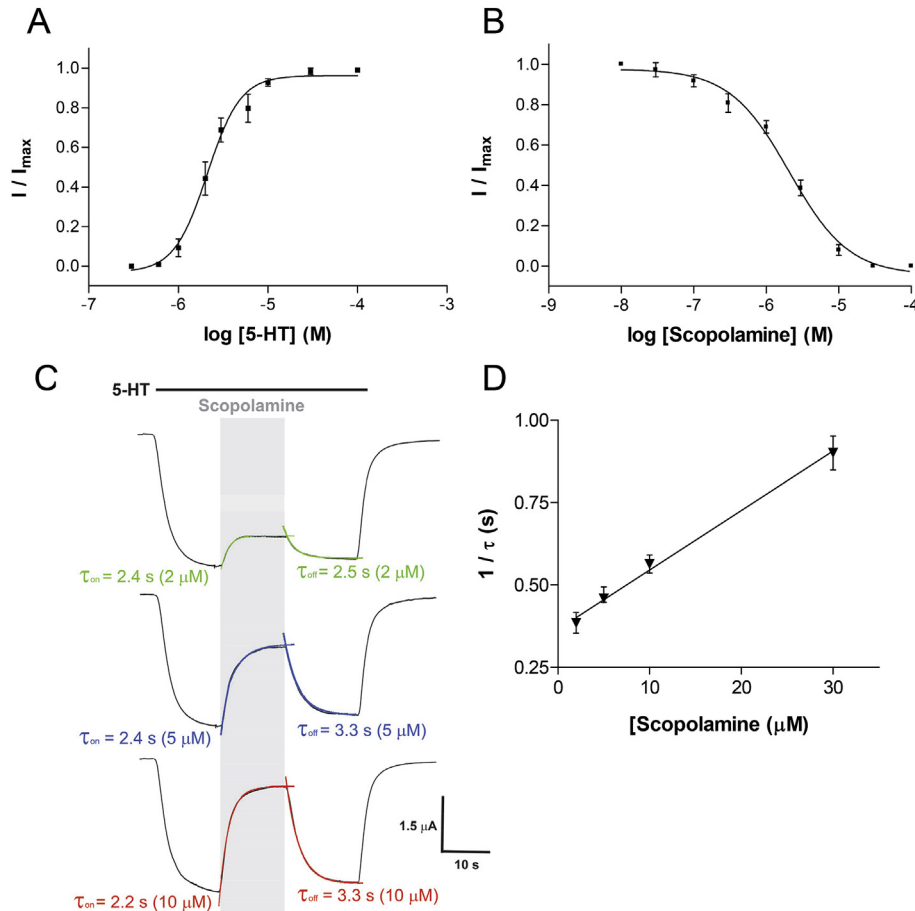 A
1.0
0.8
0.6
0.4
0.2
0.0
I / Imax
-7 -6 -5 -4 -3
log [5-HT] (M)
B
1.0
0.8
0.6
0.4
0.2
0.0
I / Imax
-9 -8 -7 -6 -5 -4
log [Scopolamine] (M)
C
5-HT
Scopolamine
τon = 2.4 s (2 μM) τoff = 2.5 s (2 μM)
τon = 2.4 s (5 μM) τoff = 3.3 s (5 μM)
τon = 2.2 s (10 μM) τoff = 3.3 s (10 μM)
1.5 μA
10 s
D
1.00
0.75
0.50
0.25
1 / τ (s)
0 10 20 30
[Scopolamine (μM)